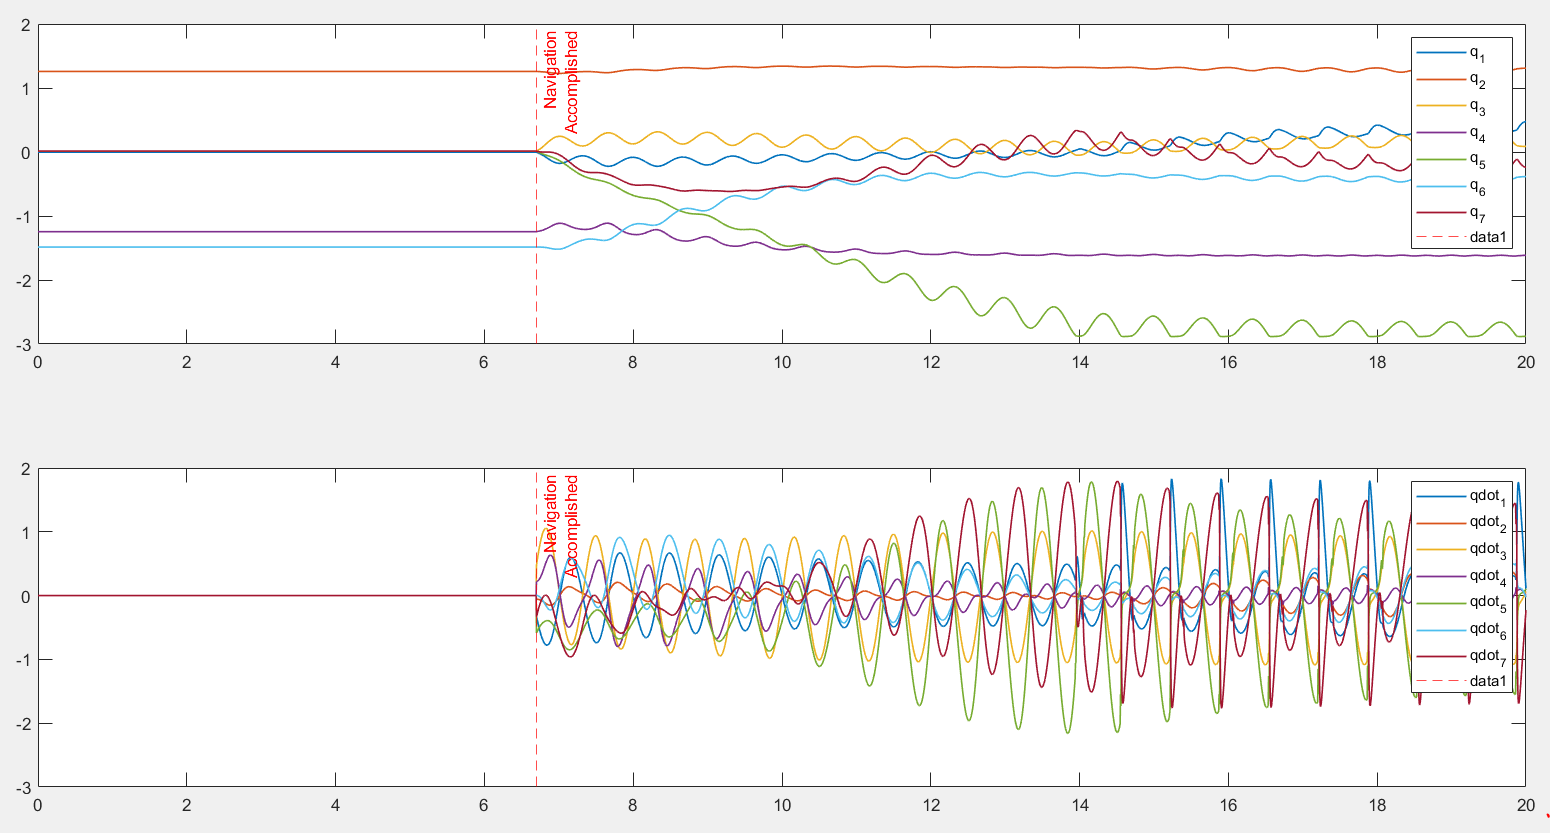 2
1
0
-1
-2
-3
0 2 4 6 8 10 12 14 16 18 20
Navigation
Accomplished
q1
q2
q3
q4
q5
q6
q7
data1
2
1
0
-1
-2
-3
0 2 4 6 8 10 12 14 16 18 20
Navigation
Accomplished
qdot1
qdot2
qdot3
qdot4
qdot5
qdot6
qdot7
data1